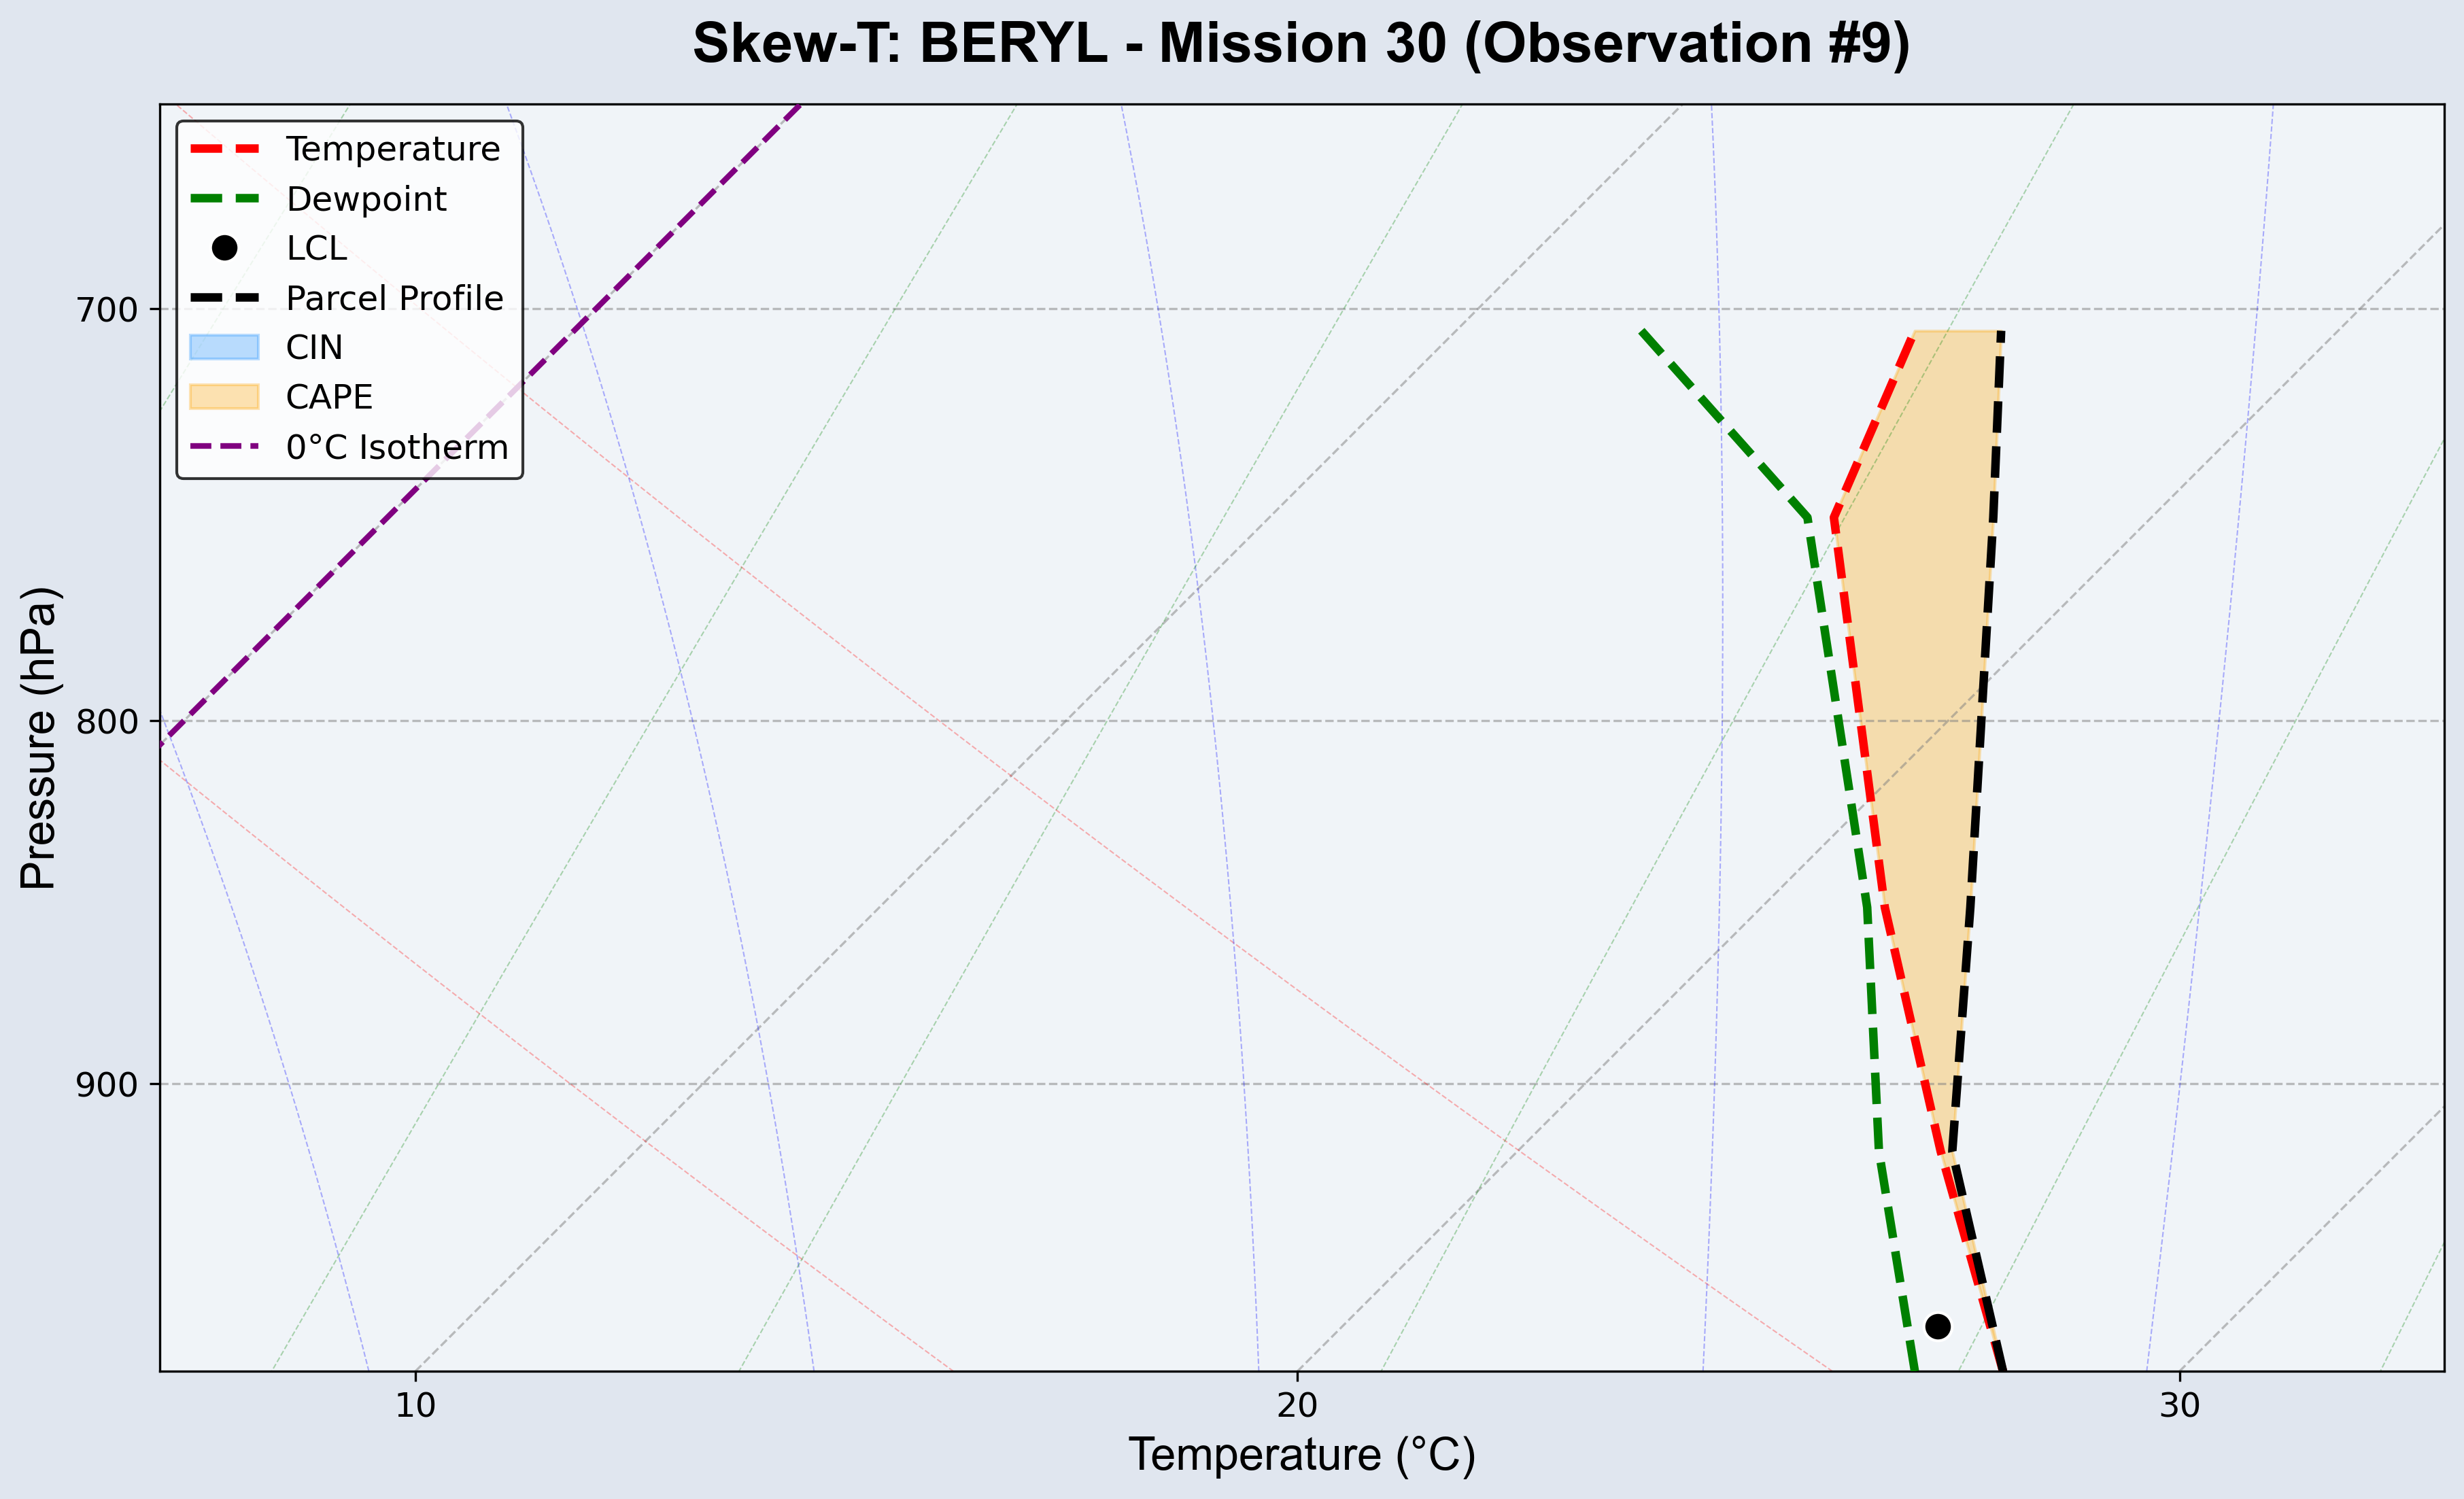 Skew-T: BERYL - Mission 30 (Observation #9)
Temperature
Dewpoint
LCL
Parcel Profile
CIN
CAPE
0°C Isotherm
Pressure (hPa)
700
800
900
10
20
30
Temperature (°C)